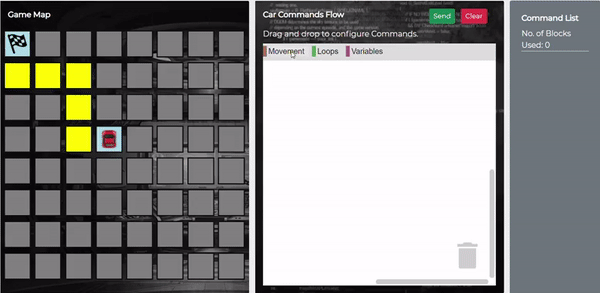 Game Map
Car Commands Flow
Send
Clear
Drag and drop to configure Commands.
Movement
Loops
Variables
Command List
No. of Blocks
Used: 0